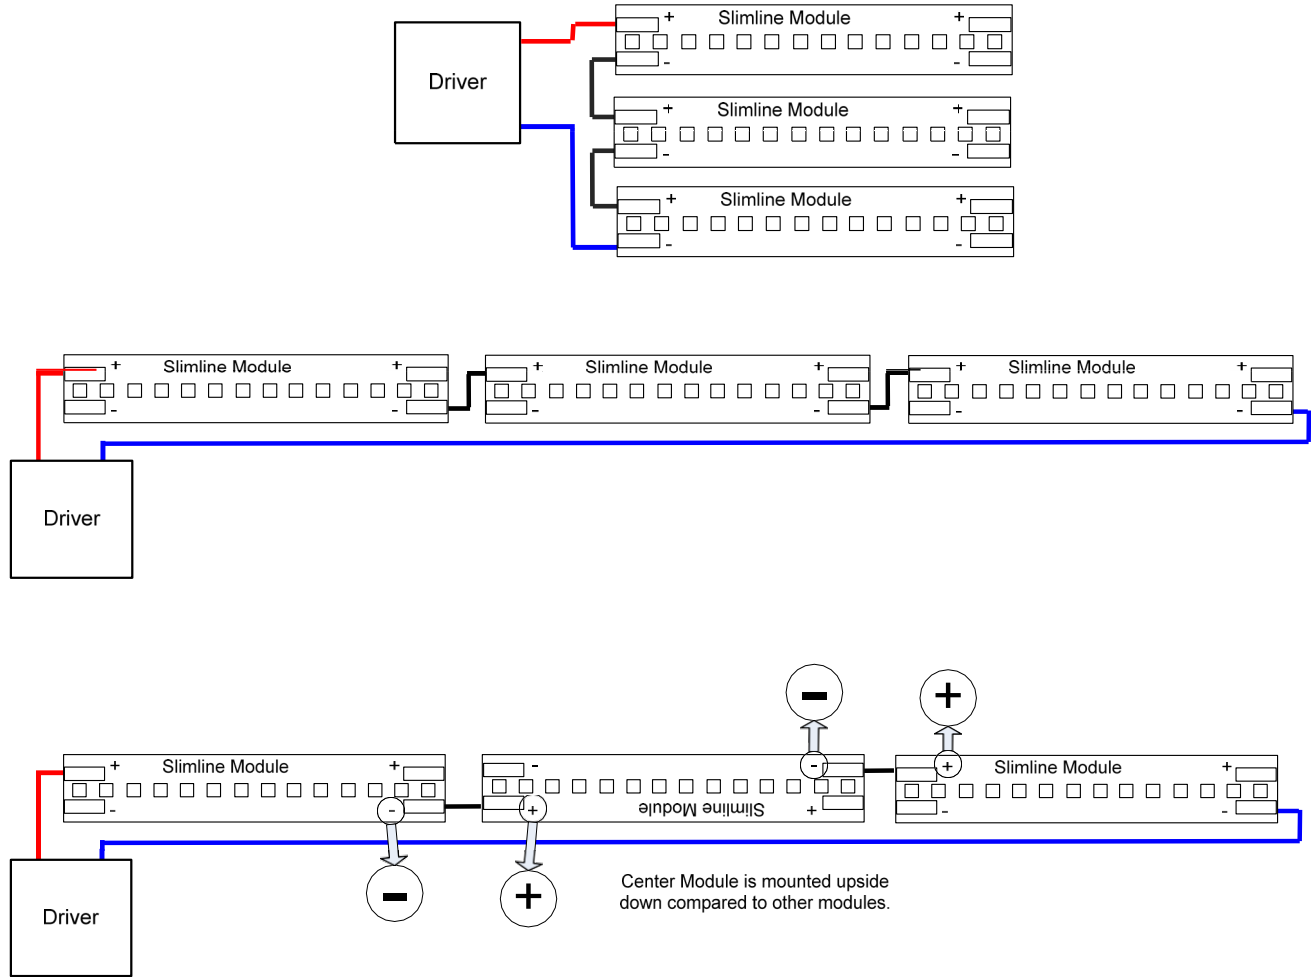 Slimline Module
+ +
- -
Driver
Slimline Module
+ +
- -
Slimline Module
+ +
- -
Slimline Module
+ +
- -
Slimline Module
+ +
- -
Slimline Module
+ +
- -
Driver
- +
Slimline Module
+ +
- -
- -
Slimline Module
+ +
Slimline Module
+ +
- -
- +
Driver
Center Module is mounted upside
down compared to other modules.